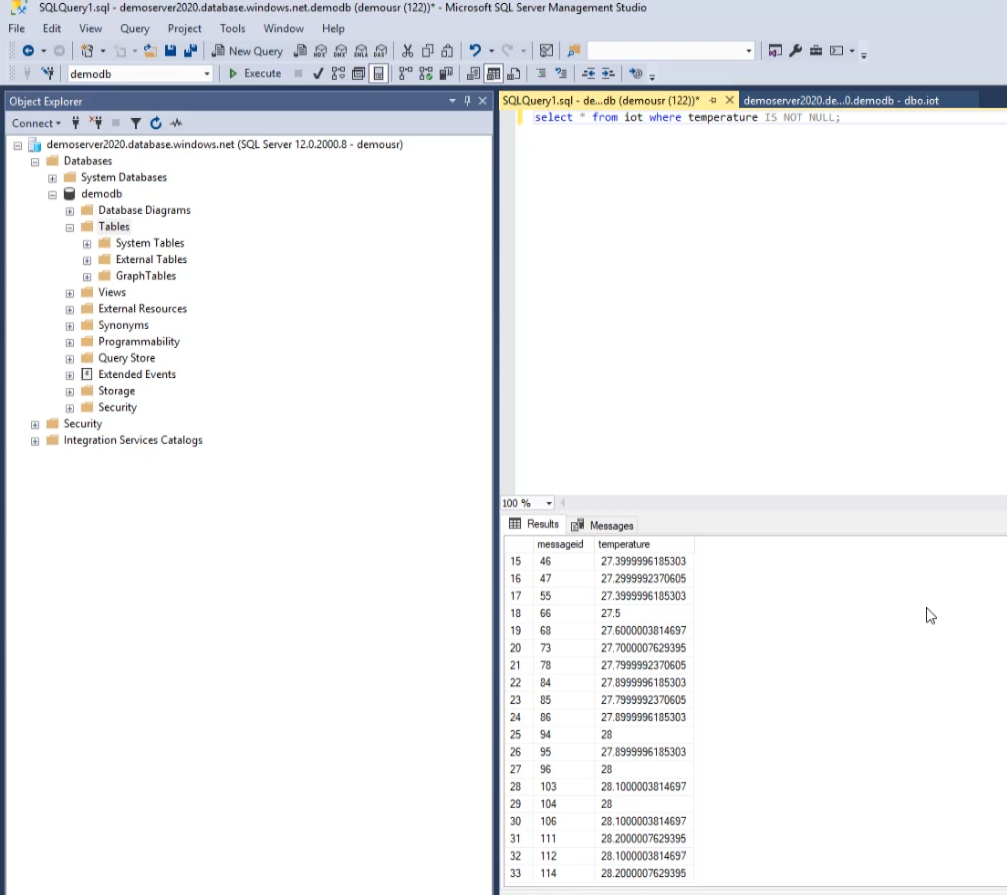 SQLQuery1.sql - demoserver2020.database.windows.net.demodb (demousr (122))* - Microsoft SQL Server Management Studio
File Edit View Query Project Tools Window Help
New Query
demodb Execute
Object Explorer
Connect
demoserver2020.database.windows.net (SQL Server 12.0.2000.8 - demousr)
Databases
System Databases
demodb
Database Diagrams
Tables
System Tables
External Tables
GraphTables
Views
External Resources
Synonyms
Programmability
Query Store
Extended Events
Storage
Security
Security
Integration Services Catalogs
SQLQuery1.sql - de...db (demousr (122))* demoserver2020.de...0.demodb - dbo.iot
select * from iot where temperature IS NOT NULL;
100 %
Results Messages
messageid temperature
15 46 27.3999996185303
16 47 27.2999992370605
17 55 27.3999996185303
18 66 27.5
19 68 27.6000003814697
20 73 27.7000007629395
21 78 27.7999992370605
22 84 27.8999996185303
23 85 27.7999992370605
24 86 27.8999996185303
25 94 28
26 95 27.8999996185303
27 96 28
28 103 28.1000003814697
29 104 28
30 106 28.1000003814697
31 111 28.2000007629395
32 112 28.1000003814697
33 114 28.2000007629395